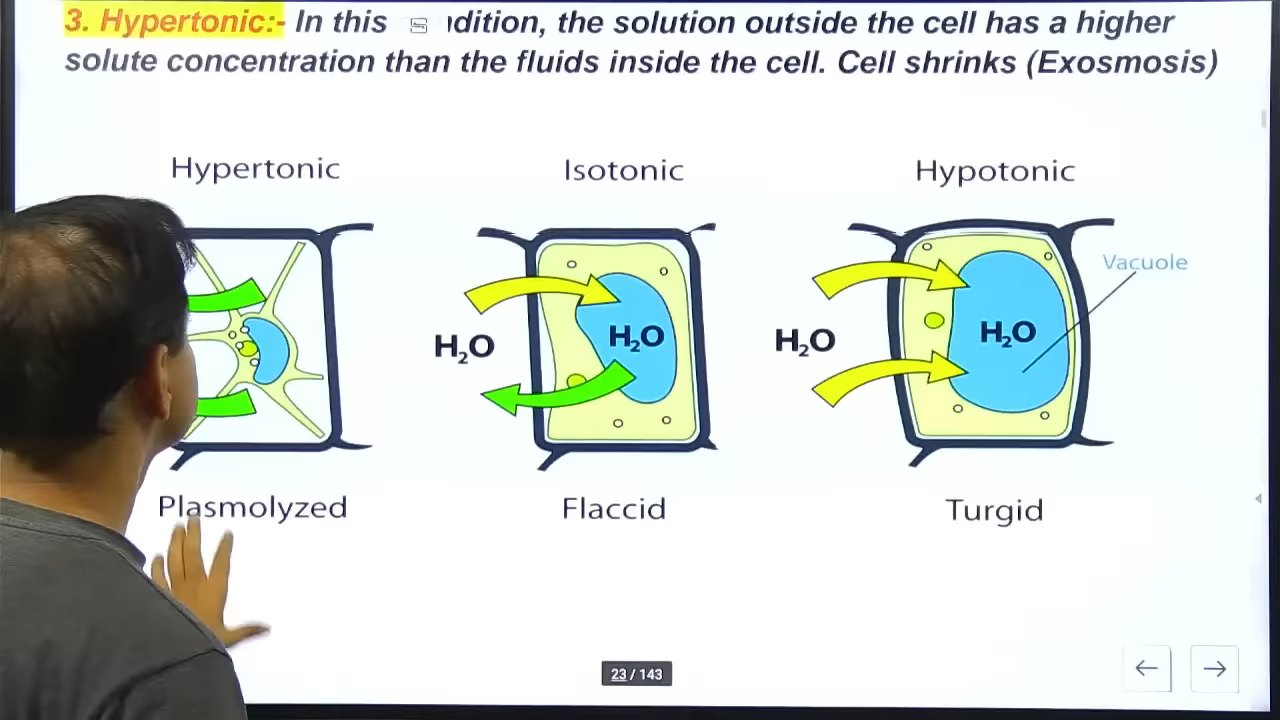 3. Hypertonic:- In this ndition, the solution outside the cell has a higher
solute concentration than the fluids inside the cell. Cell shrinks (Exosmosis)
Hypertonic Isotonic Hypotonic
Vacuole
H₂O H₂O H₂O H₂O
Plasmolyzed Flaccid Turgid
23 / 143